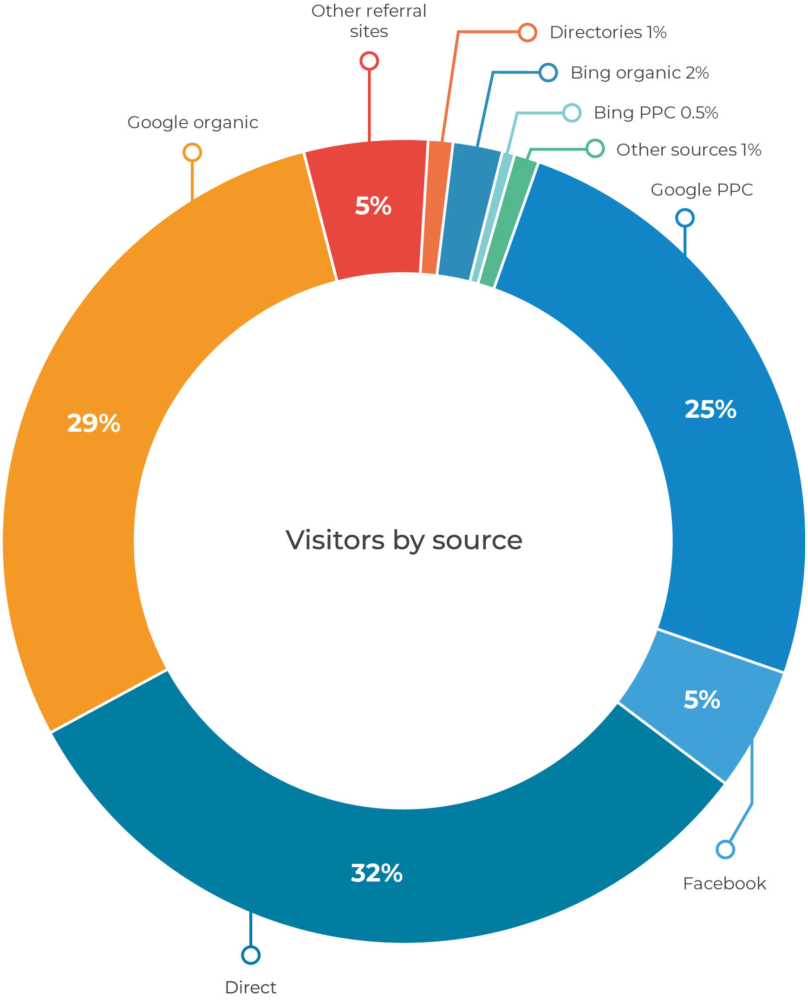 Other referral
sites
Directories 1%
Bing organic 2%
Bing PPC 0.5%
Other sources 1%
Google organic
Google PPC
5%
25%
29%
Visitors by source
5%
32%
Facebook
Direct